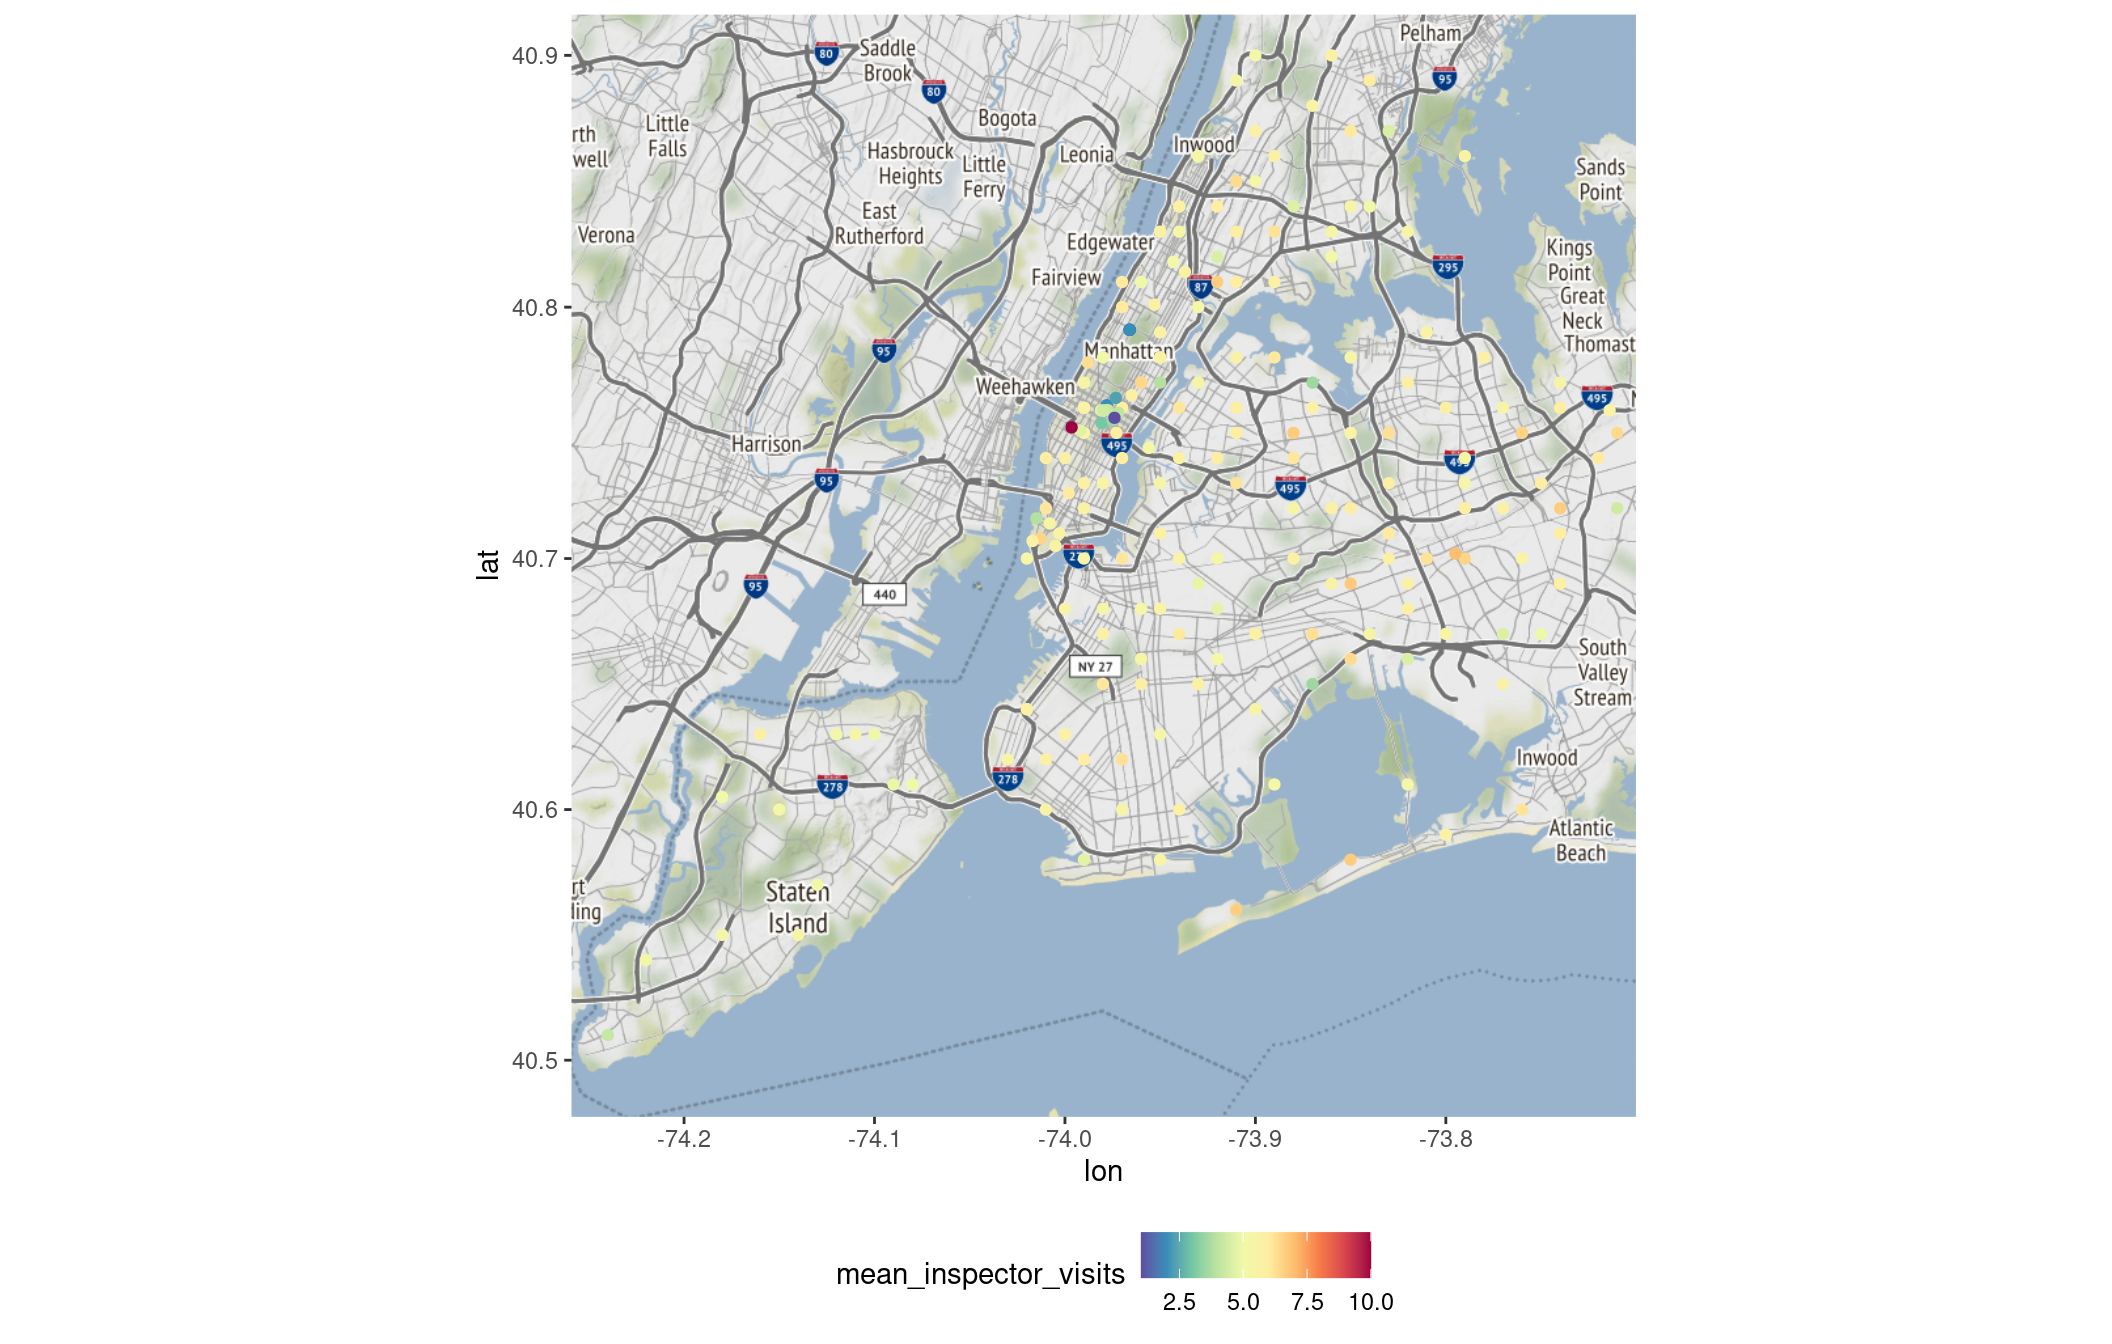 Pelham
40.9
80
Saddle
Brook
95
80
Little
Falls
Bogota
rth
well
Hasbrouck
Heights
Little
Ferry
Leonia
Inwood
Sands
Point
East
Rutherford
Verona
Edgewater
Kings
Point
Fairview
295
87
Great
Neck
Thomast
40.8
95
Manhattan
Weehawken
495
N
Harrison
495
495
95
495
lat
40.7
27
95
440
South
Valley
Stream
NY 27
Inwood
278
278
40.6
Atlantic
Beach
rt
ding
Staten
Island
40.5
-74.2
-74.1
-74.0
-73.9
-73.8
lon
mean_inspector_visits
2.5
5.0
7.5
10.0